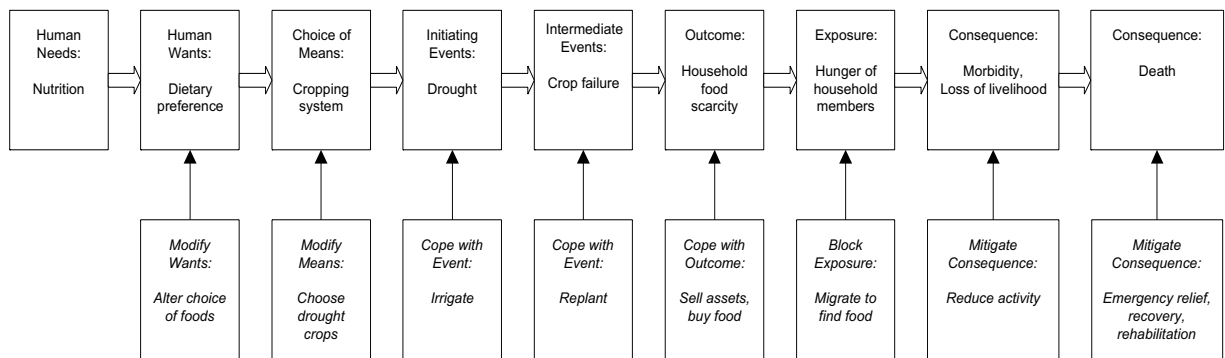 Human
Needs:
Nutrition
Human
Wants:
Dietary
preference
Choice of
Means:
Cropping
system
Initiating
Events:
Drought
Intermediate
Events:
Crop failure
Outcome:
Household
food
scarcity
Exposure:
Hunger of
household
members
Consequence:
Morbidity,
Loss of livelihood
Consequence:
Death
Modify
Wants:
Alter choice
of foods
Modify
Means:
Choose
drought
crops
Cope with
Event:
Irrigate
Cope with
Event:
Replant
Cope with
Outcome:
Sell assets,
buy food
Block
Exposure:
Migrate to
find food
Mitigate
Consequence:
Reduce activity
Mitigate
Consequence:
Emergency relief,
recovery,
rehabilitation